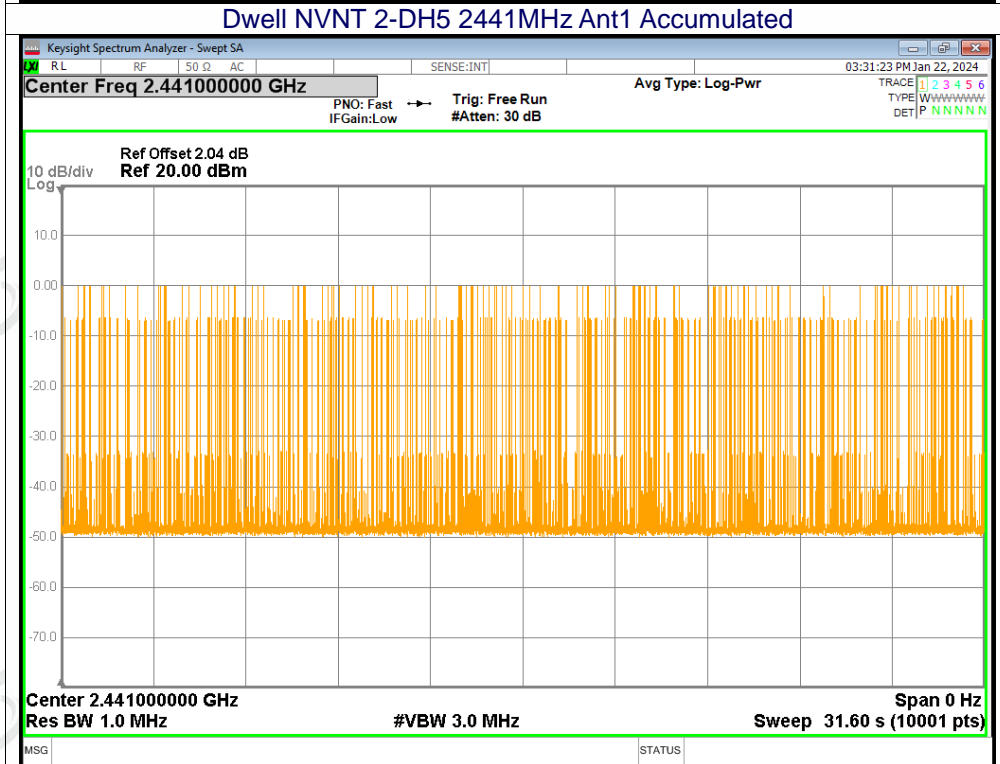 Dwell NVNT 2-DH5 2441MHz Ant1 Accumulated
Keysight Spectrum Analyzer - Swept SA
LXI RL RF 50 Ω AC SENSE:INT 03:31:23 PM Jan 22, 2024
Center Freq 2.441000000 GHz Avg Type: Log-Pwr TRACE 1 2 3 4 5 6
PNO: Fast Trig: Free Run TYPE WWWWWW
IFGain:Low #Atten: 30 dB DET P N N N N N
Ref Offset 2.04 dB
10 dB/div Ref 20.00 dBm
Log
10.0
0.00
-10.0
-20.0
-30.0
-40.0
-50.0
-60.0
-70.0
Center 2.441000000 GHz Span 0 Hz
Res BW 1.0 MHz #VBW 3.0 MHz Sweep 31.60 s (10001 pts)
MSG STATUS